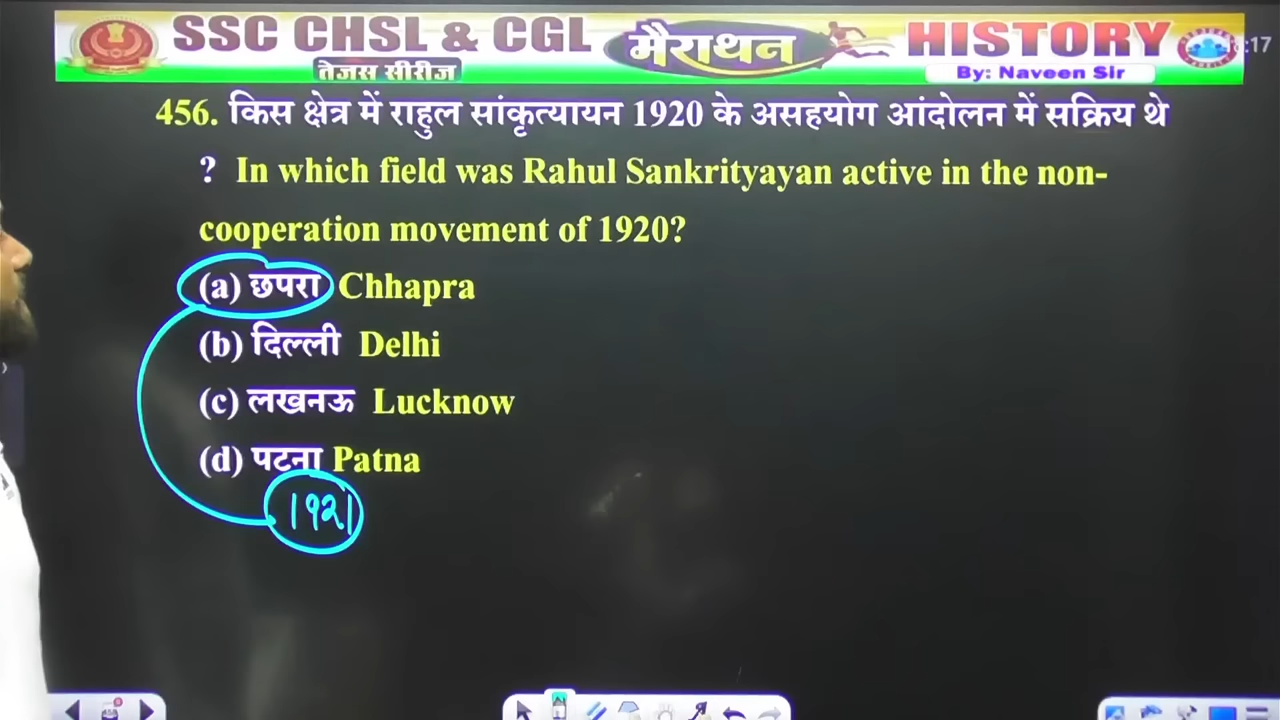 SSC CHSL & CGL मैराथन HISTORY
तेजस सीरीज
By: Naveen Sir
:17
456. किस क्षेत्र में राहुल सांकृत्यायन 1920 के असहयोग आंदोलन में सक्रिय थे
? In which field was Rahul Sankrityayan active in the non-
cooperation movement of 1920?
(a) छपरा Chhapra
(b) दिल्ली Delhi
(c) लखनऊ Lucknow
(d) पटना Patna
1921